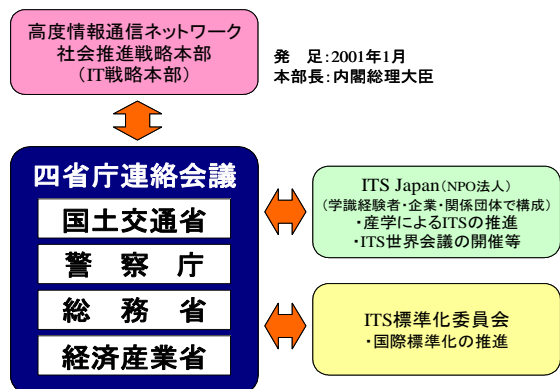 高度情報通信ネットワーク
社会推進戦略本部
（IT戦略本部）
発　足：2001年1月
本部長：内閣総理大臣
四省庁連絡会議
国土交通省
警　察　庁
総　務　省
経済産業省
ITS Japan（NPO法人）
（学識経験者・企業・関係団体で構成）
・産学によるITSの推進
・ITS世界会議の開催等
ITS標準化委員会
・国際標準化の推進